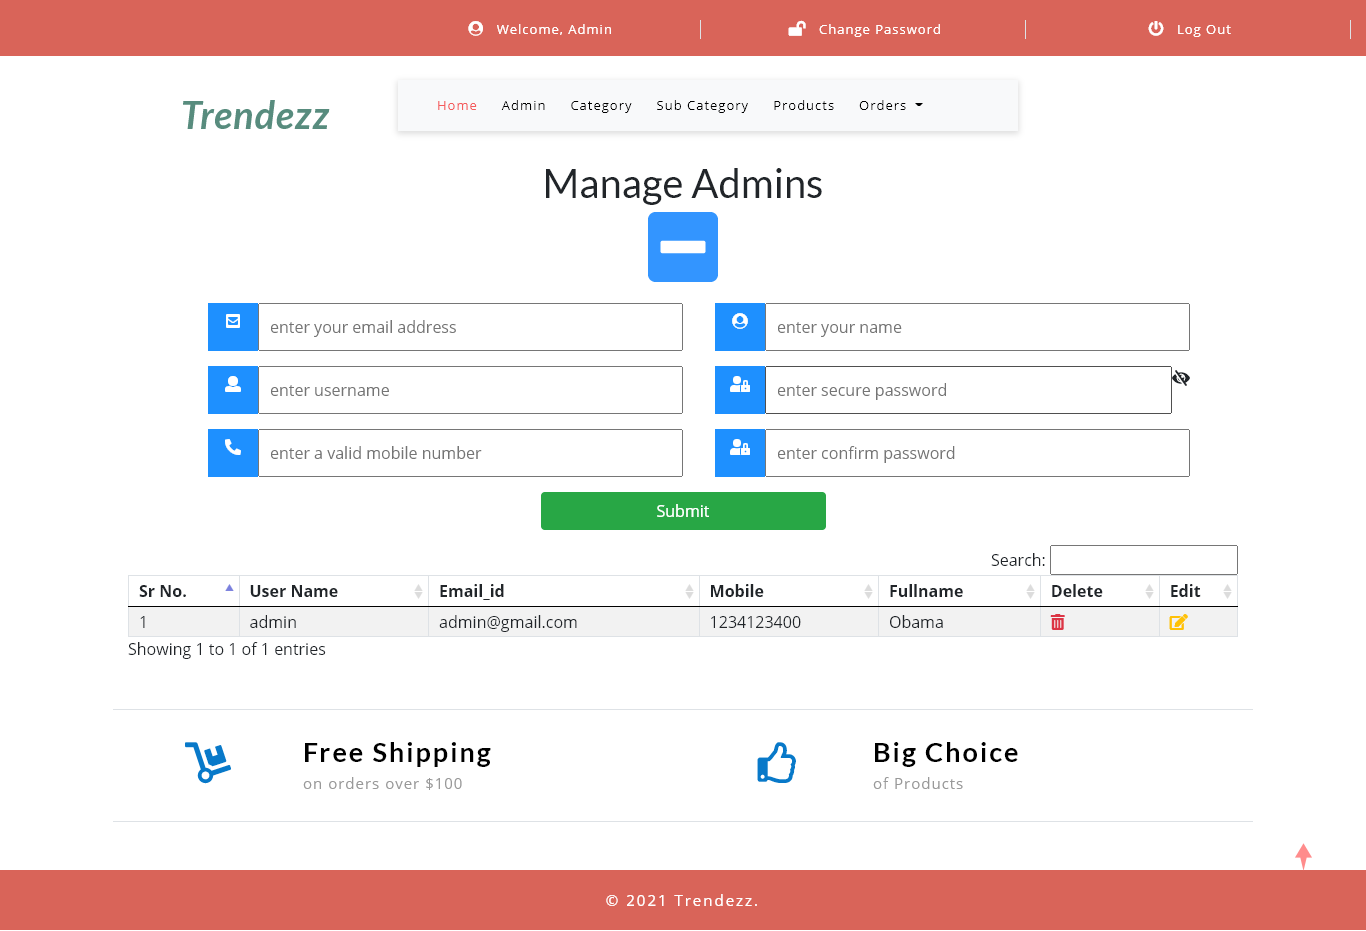 Welcome, Admin
Change Password
Log Out
Trendezz
Home Admin Category Sub Category Products Orders
Manage Admins
enter your email address
enter your name
enter username
enter secure password
enter a valid mobile number
enter confirm password
Submit
Search:
Sr No. User Name Email_id Mobile Fullname Delete Edit
1 admin admin@gmail.com 1234123400 Obama
Showing 1 to 1 of 1 entries
Free Shipping
on orders over $100
Big Choice
of Products
© 2021 Trendezz.